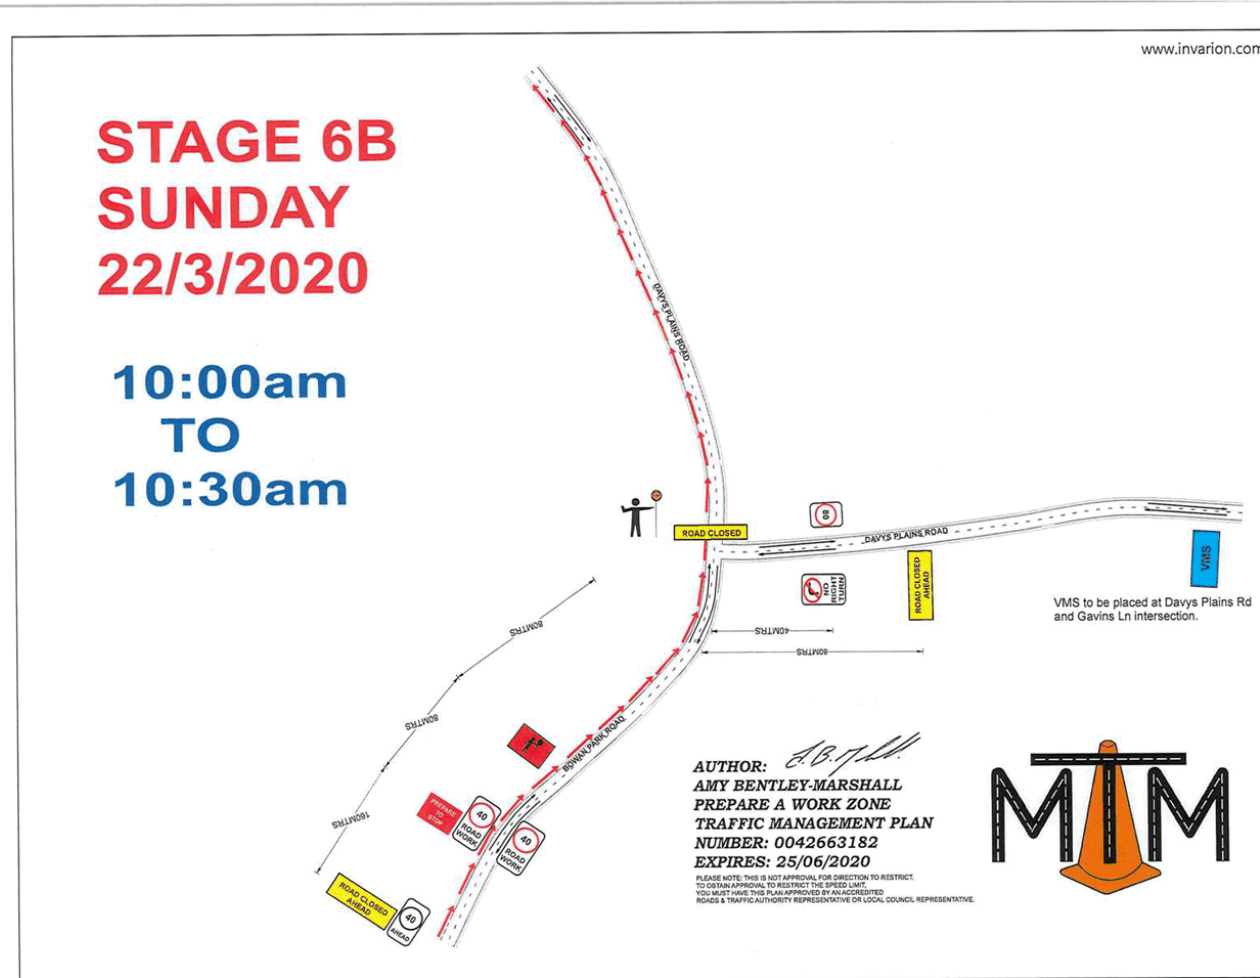 www.invarion.com
STAGE 6B
SUNDAY
22/3/2020
10:00am
TO
10:30am
DAVYS PLAINS ROAD
ROAD CLOSED
80
DAVYS PLAINS ROAD
NO
RIGHT
TURN
ROAD CLOSED
AHEAD
VMS
VMS to be placed at Davys Plains Rd
and Gavins Ln intersection.
40MTRS
80MTRS
80MTRS
80MTRS
160MTRS
BOWAN PARK ROAD
PREPARE
TO
STOP
40
ROAD
WORK
40
ROAD
WORK
ROAD CLOSED
AHEAD
40
AHEAD
AUTHOR:
AMY BENTLEY-MARSHALL
PREPARE A WORK ZONE
TRAFFIC MANAGEMENT PLAN
NUMBER: 0042663182
EXPIRES: 25/06/2020
PLEASE NOTE: THIS IS NOT APPROVAL FOR DIRECTION TO RESTRICT.
TO OBTAIN APPROVAL TO RESTRICT THE SPEED LIMIT,
YOU MUST HAVE THIS PLAN APPROVED BY AN ACCREDITED
ROADS & TRAFFIC AUTHORITY REPRESENTATIVE OR LOCAL COUNCIL REPRESENTATIVE.
MTM